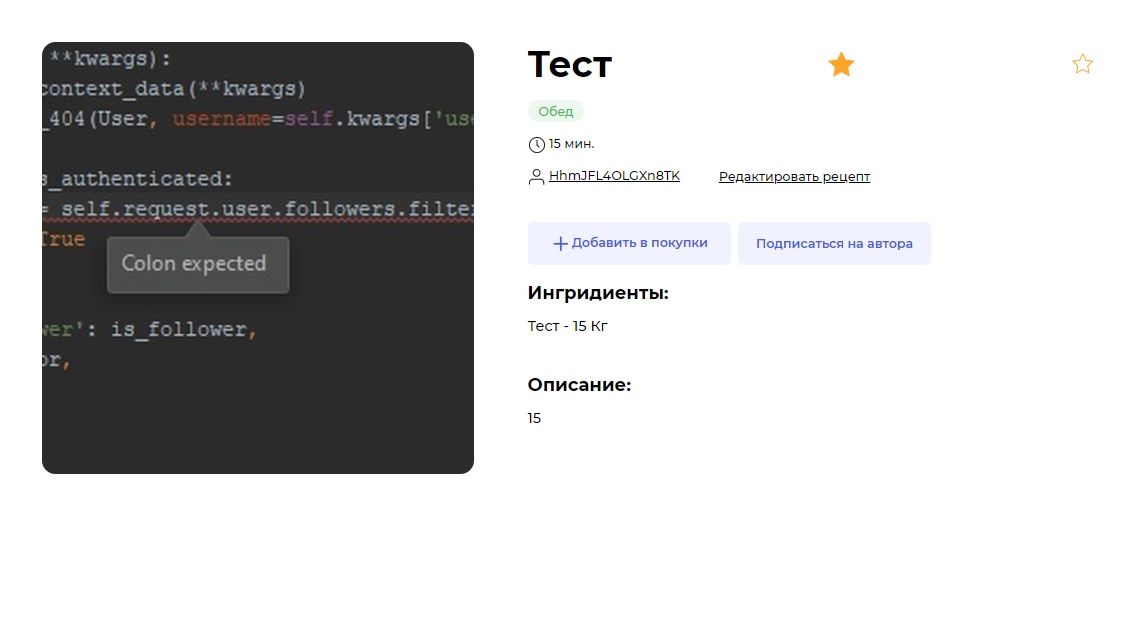 **kwargs):
context_data(**kwargs)
_404(User, username=self.kwargs['use
s_authenticated:
= self.request.user.followers.filter
True
Colon expected
wer': is_follower,
or,
Тест
Обед
15 мин.
HhmJFL4OLGXn8TK Редактировать рецепт
Добавить в покупки Подписаться на автора
Ингридиенты:
Тест - 15 Кг
Описание:
15